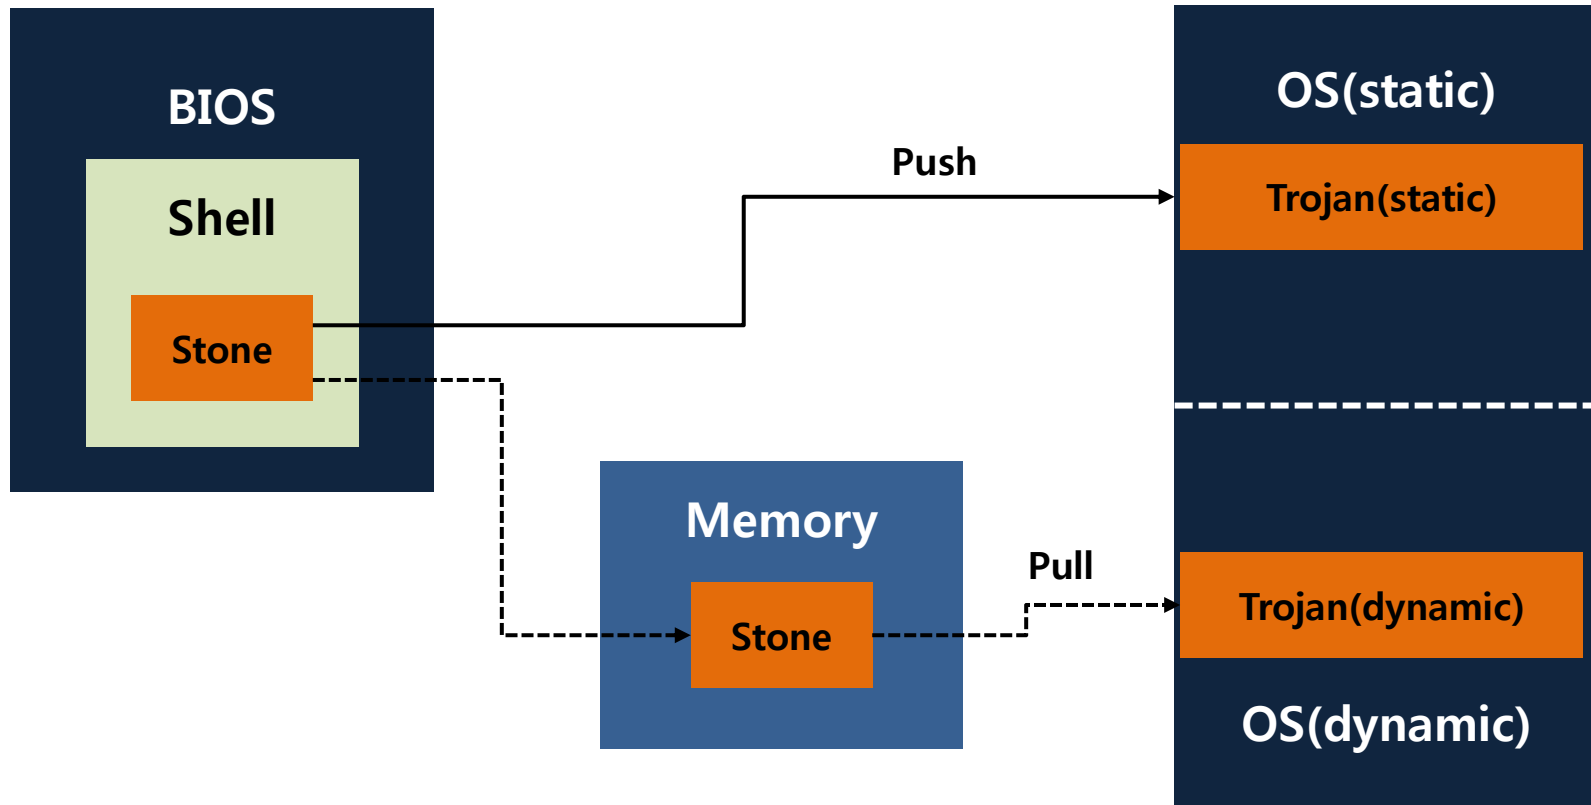 BIOS
Shell
Stone
Push
OS(static)
Trojan(static)
Memory
Stone
Pull
Trojan(dynamic)
OS(dynamic)